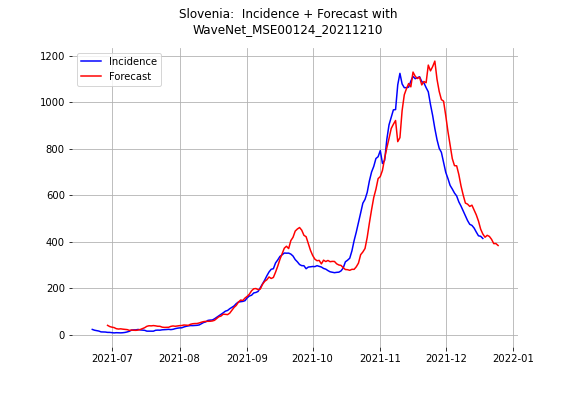 Slovenia:  Incidence + Forecast with
WaveNet_MSE00124_20211210
Incidence
Forecast
1200
1000
800
600
400
200
0
2021-07 2021-08 2021-09 2021-10 2021-11 2021-12 2022-01